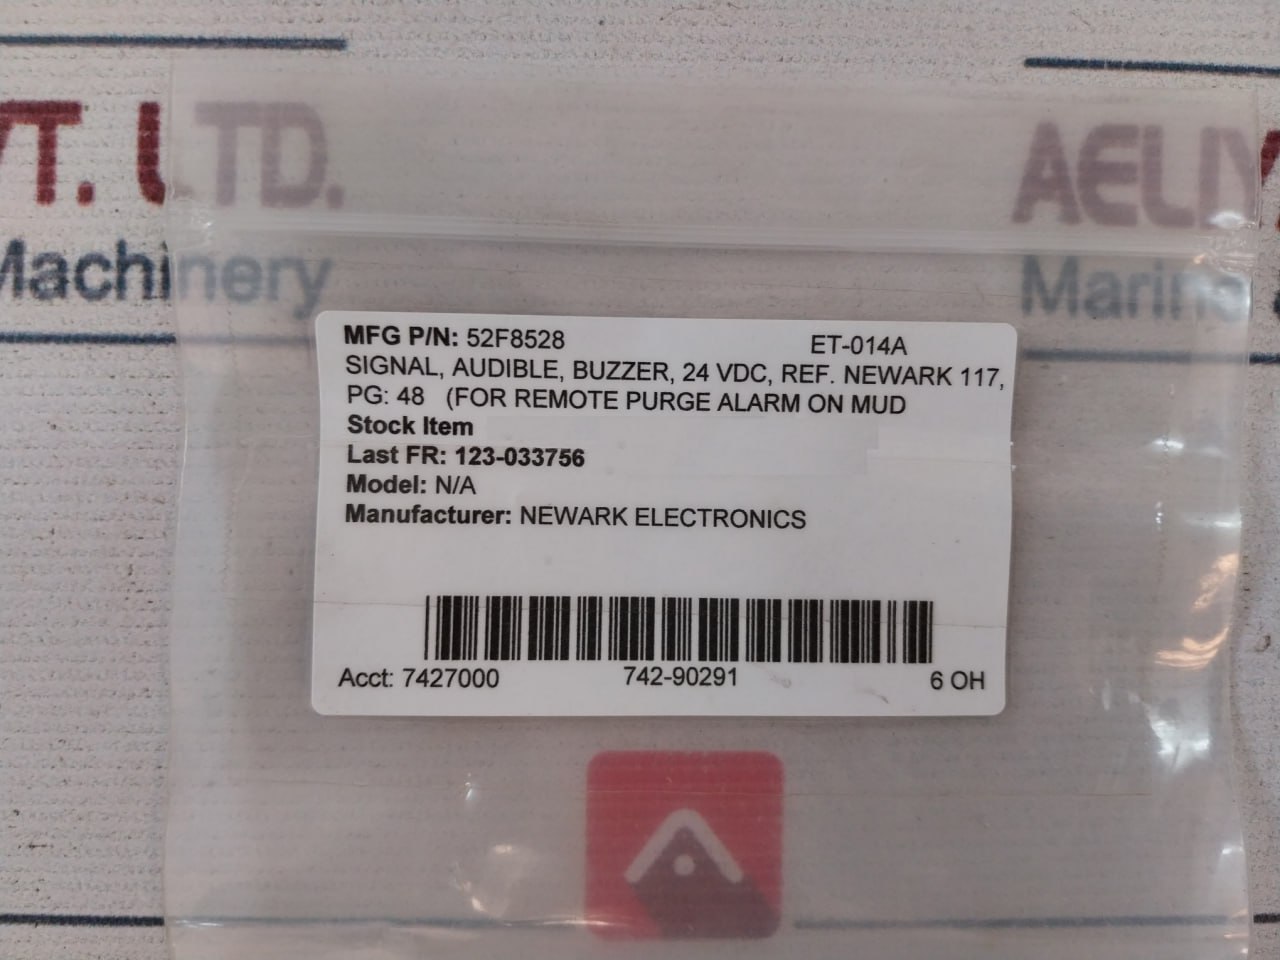 VT. LTD.
AELIY
Machinery
Marine
MFG P/N: 52F8528 ET-014A
SIGNAL, AUDIBLE, BUZZER, 24 VDC, REF. NEWARK 117,
PG: 48 (FOR REMOTE PURGE ALARM ON MUD
Stock Item
Last FR: 123-033756
Model: N/A
Manufacturer: NEWARK ELECTRONICS
Acct: 7427000 742-90291 6 OH